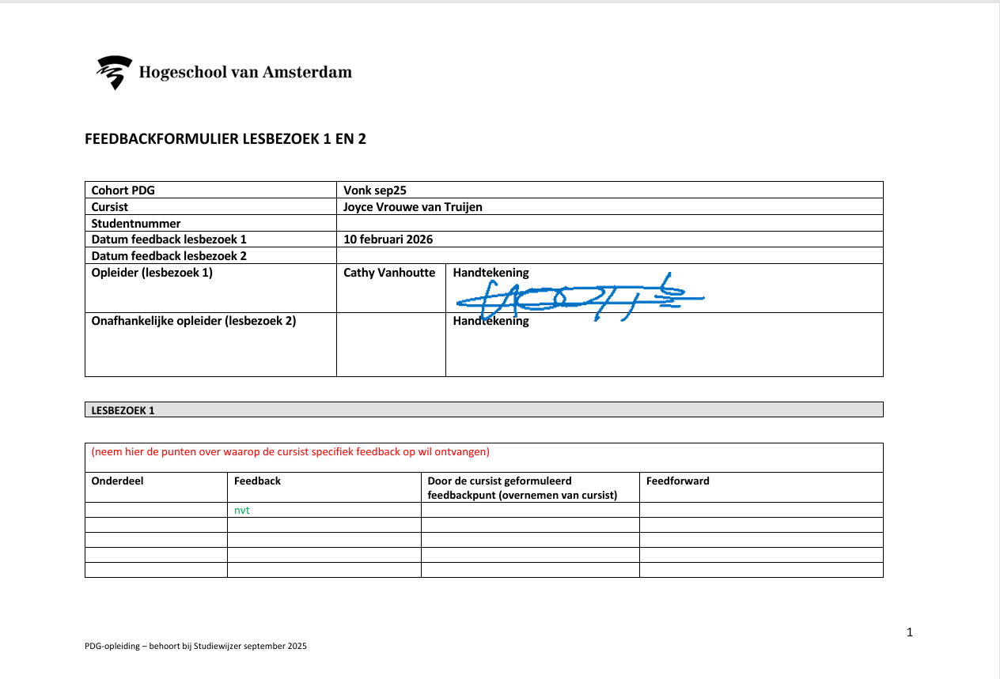 Hogeschool van Amsterdam
FEEDBACKFORMULIER LESBEZOEK 1 EN 2
Cohort PDG Vonk sep25
Cursist Joyce Vrouwe van Truijen
Studentnummer
Datum feedback lesbezoek 1 10 februari 2026
Datum feedback lesbezoek 2
Opleider (lesbezoek 1) Cathy Vanhoutte Handtekening
Onafhankelijke opleider (lesbezoek 2) Handtekening
LESBEZOEK 1
(neem hier de punten over waarop de cursist specifiek feedback op wil ontvangen)
Onderdeel Feedback Door de cursist geformuleerd Feedforward
feedbackpunt (overnemen van cursist)
nvt
1
PDG-opleiding – behoort bij Studiewijzer september 2025